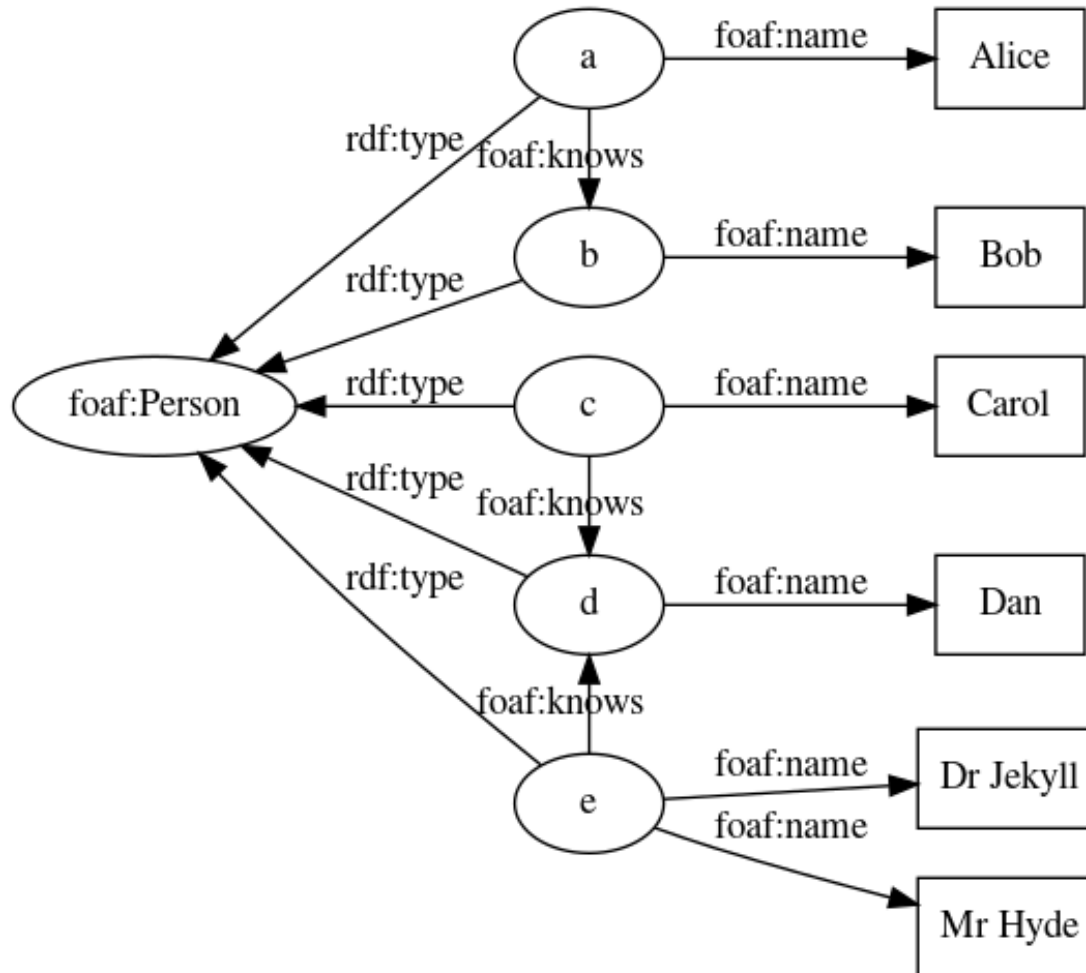 a
foaf:name
Alice
rdf:type
foaf:knows
b
foaf:name
Bob
rdf:type
foaf:Person
rdf:type
c
foaf:name
Carol
rdf:type
foaf:knows
rdf:type
d
foaf:name
Dan
foaf:knows
e
foaf:name
Dr Jekyll
foaf:name
Mr Hyde